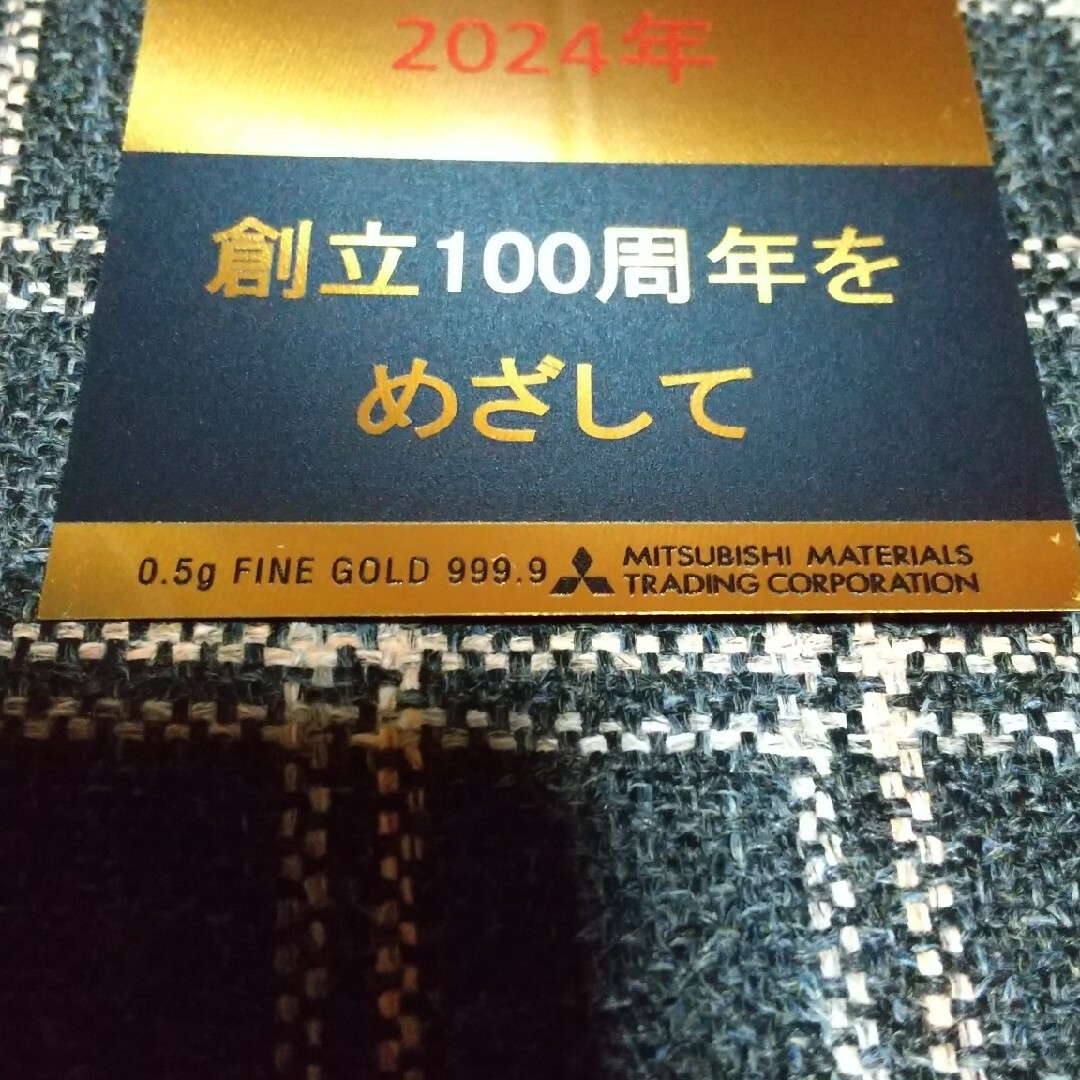 2024年
創立100周年を
めざして
0.5g FINE GOLD 999.9
MITSUBISHI MATERIALS
TRADING CORPORATION